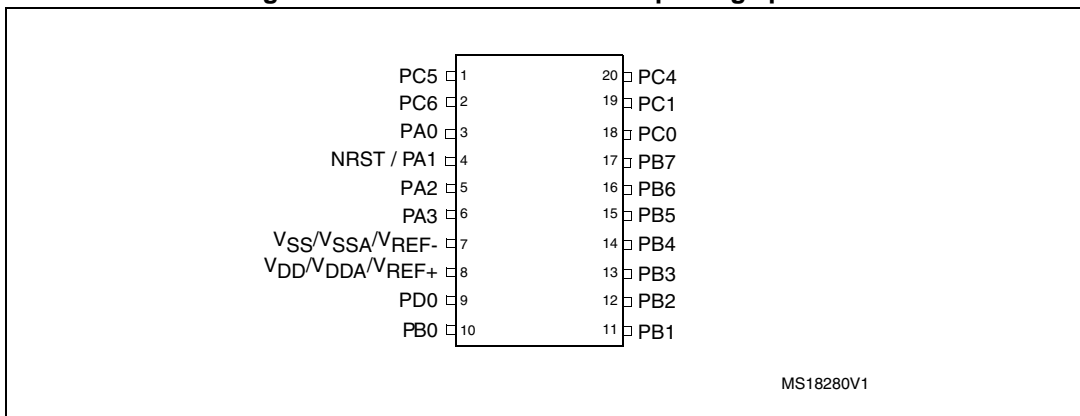 PC5 1 20 PC4
PC6 2 19 PC1
PA0 3 18 PC0
NRST / PA1 4 17 PB7
PA2 5 16 PB6
PA3 6 15 PB5
VSS/VSSA/VREF- 7 14 PB4
VDD/VDDA/VREF+ 8 13 PB3
PD0 9 12 PB2
PB0 10 11 PB1
MS18280V1